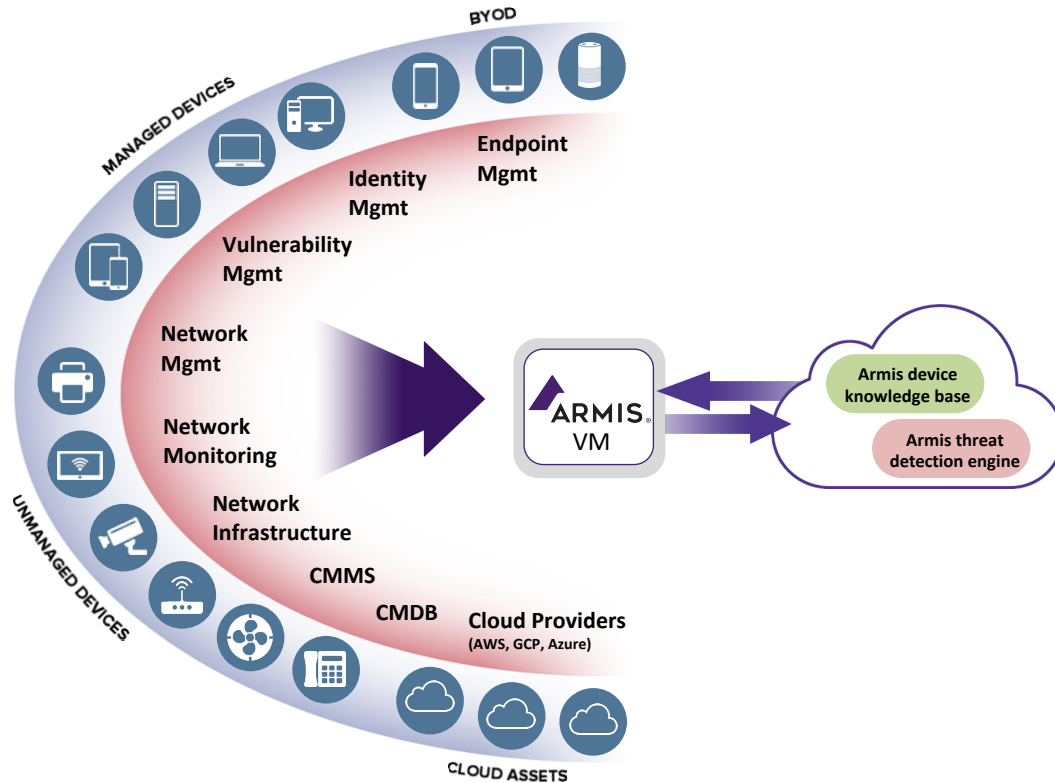 BYOD
MANAGED DEVICES
Endpoint
Mgmt
Identity
Mgmt
Vulnerability
Mgmt
Network
Mgmt
Network
Monitoring
Network
Infrastructure
CMMS
CMDB
Cloud Providers
(AWS, GCP, Azure)
UNMANAGED DEVICES
CLOUD ASSETS
ARMIS®
VM
Armis device
knowledge base
Armis threat
detection engine